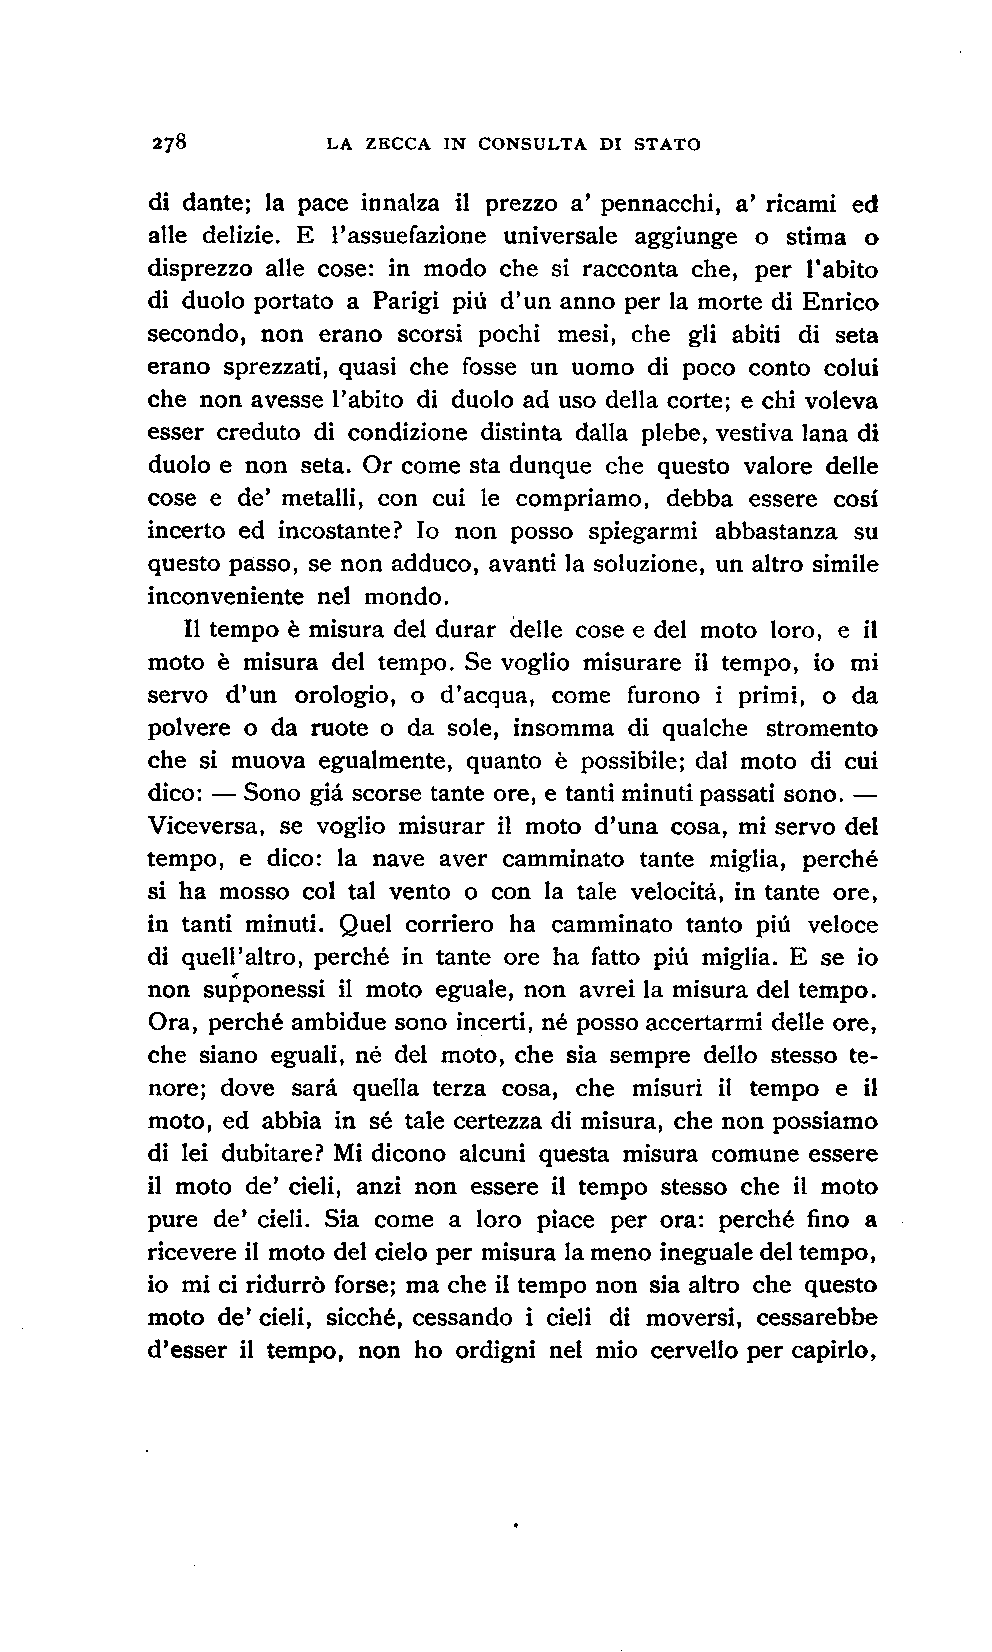 278 LA ZECCA IN CONSULTA DI STATO
di dante; la pace innalza il prezzo a' pennacchi, a' ricami ed
alle delizie. E l'assuefazione universale aggiunge o stima o
disprezzo alle cose: in modo che si racconta che, per l'abito
di duolo portato a Parigi piú d'un anno per la morte di Enrico
secondo, non erano scorsi pochi mesi, che gli abiti di seta
erano sprezzati, quasi che fosse un uomo di poco conto colui
che non avesse l'abito di duolo ad uso della corte; e chi voleva
esser creduto di condizione distinta dalla plebe, vestiva lana di
duolo e non seta. Or come sta dunque che questo valore delle
cose e de' metalli, con cui le compriamo, debba essere cosí
incerto ed incostante? Io non posso spiegarmi abbastanza su
questo passo, se non adduco, avanti la soluzione, un altro simile
inconveniente nel mondo.
Il tempo è misura del durar delle cose e del moto loro, e il
moto è misura del tempo. Se voglio misurare il tempo, io mi
servo d'un orologio, o d'acqua, come furono i primi, o da
polvere o da ruote o da sole, insomma di qualche stromento
che si muova egualmente, quanto è possibile; dal moto di cui
dico: — Sono giá scorse tante ore, e tanti minuti passati sono. —
Viceversa, se voglio misurar il moto d'una cosa, mi servo del
tempo, e dico: la nave aver camminato tante miglia, perché
si ha mosso col tal vento o con la tale velocitá, in tante ore,
in tanti minuti. Quel corriero ha camminato tanto piú veloce
di quell'altro, perché in tante ore ha fatto piú miglia. E se io
non supponessi il moto eguale, non avrei la misura del tempo.
Ora, perché ambidue sono incerti, né posso accertarmi delle ore,
che siano eguali, né del moto, che sia sempre dello stesso te-
nore; dove sará quella terza cosa, che misuri il tempo e il
moto, ed abbia in sé tale certezza di misura, che non possiamo
di lei dubitare? Mi dicono alcuni questa misura comune essere
il moto de' cieli, anzi non essere il tempo stesso che il moto
pure de' cieli. Sia come a loro piace per ora: perché fino a
ricevere il moto del cielo per misura la meno ineguale del tempo,
io mi ci ridurrò forse; ma che il tempo non sia altro che questo
moto de' cieli, sicché, cessando i cieli di moversi, cessarebbe
d'esser il tempo, non ho ordigni nel mio cervello per capirlo,